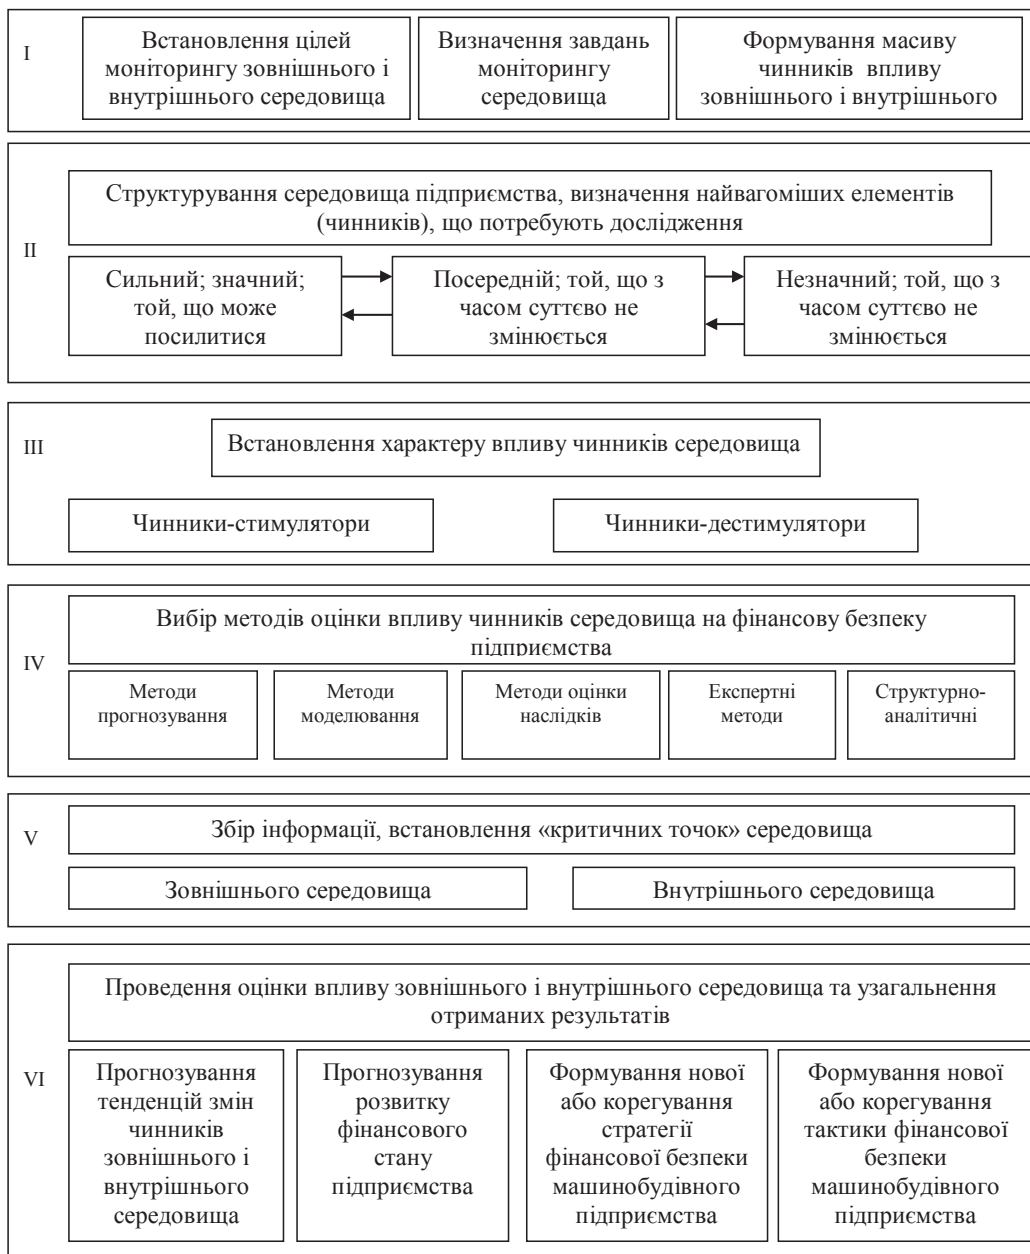 I
Встановлення цілей
моніторингу зовнішнього і
внутрішнього середовища
Визначення завдань
моніторингу
середовища
Формування масиву
чинників впливу
зовнішнього і внутрішнього
II
Структурування середовища підприємства, визначення найвагоміших елементів
(чинників), що потребують дослідження
Сильний; значний;
той, що може
посилитися
Посередній; той, що з
часом суттєво не
змінюється
Незначний; той, що з
часом суттєво не
змінюється
III
Встановлення характеру впливу чинників середовища
Чинники-стимулятори
Чинники-дестимулятори
IV
Вибір методів оцінки впливу чинників середовища на фінансову безпеку
підприємства
Методи
прогнозування
Методи
моделювання
Методи оцінки
наслідків
Експертні
методи
Структурно-
аналітичні
V
Збір інформації, встановлення «критичних точок» середовища
Зовнішнього середовища
Внутрішнього середовища
VI
Проведення оцінки впливу зовнішнього і внутрішнього середовища та узагальнення
отриманих результатів
Прогнозування
тенденцій змін
чинників
зовнішнього і
внутрішнього
середовища
Прогнозування
розвитку
фінансового
стану
підприємства
Формування нової
або корегування
стратегії
фінансової безпеки
машинобудівного
підприємства
Формування нової
або корегування
тактики фінансової
безпеки
машинобудівного
підприємства